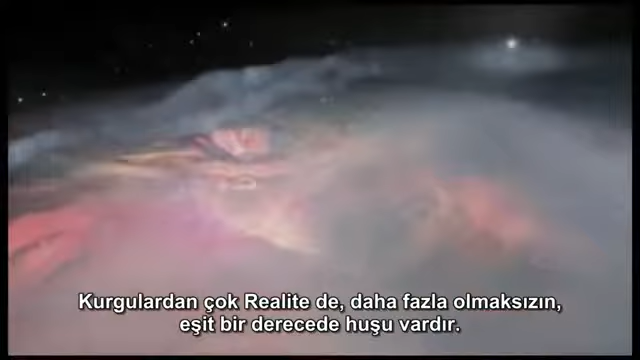 Kurgulardan çok Realite de, daha fazla olmaksızın,
eşit bir derecede huşu vardır.